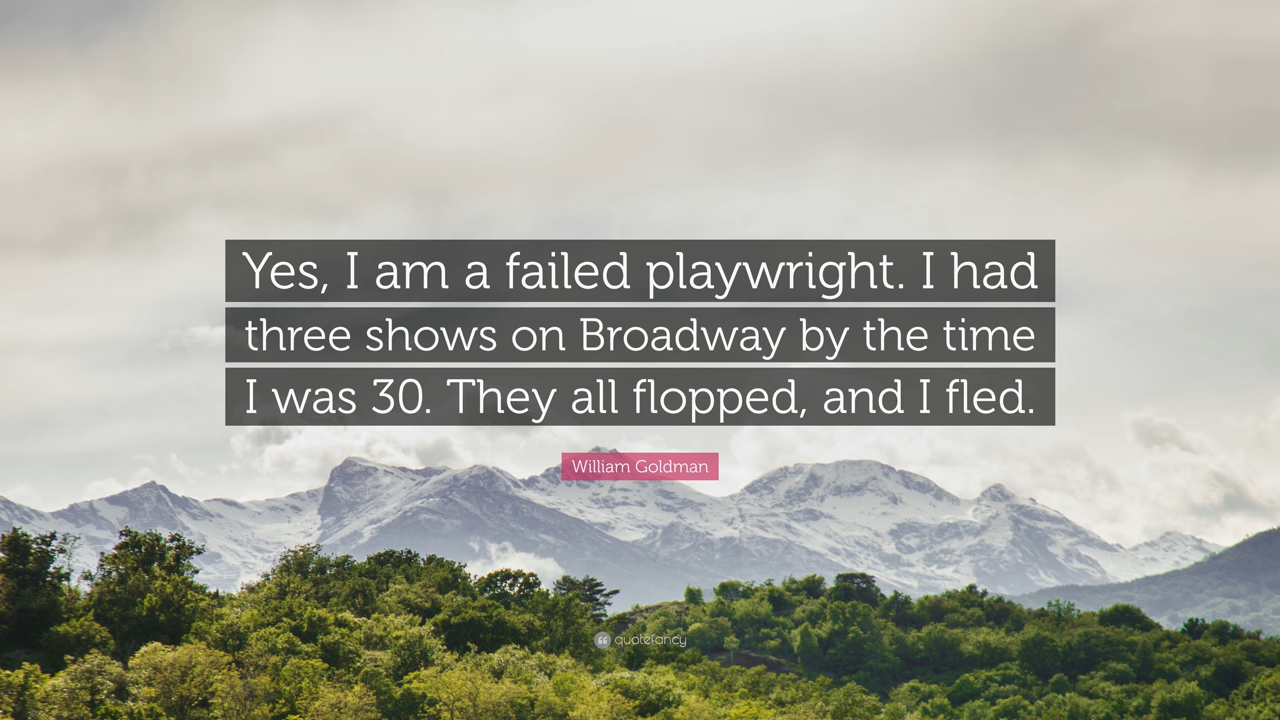 Yes, I am a failed playwright. I had
three shows on Broadway by the time
I was 30. They all flopped, and I fled.
William Goldman
quotefancy